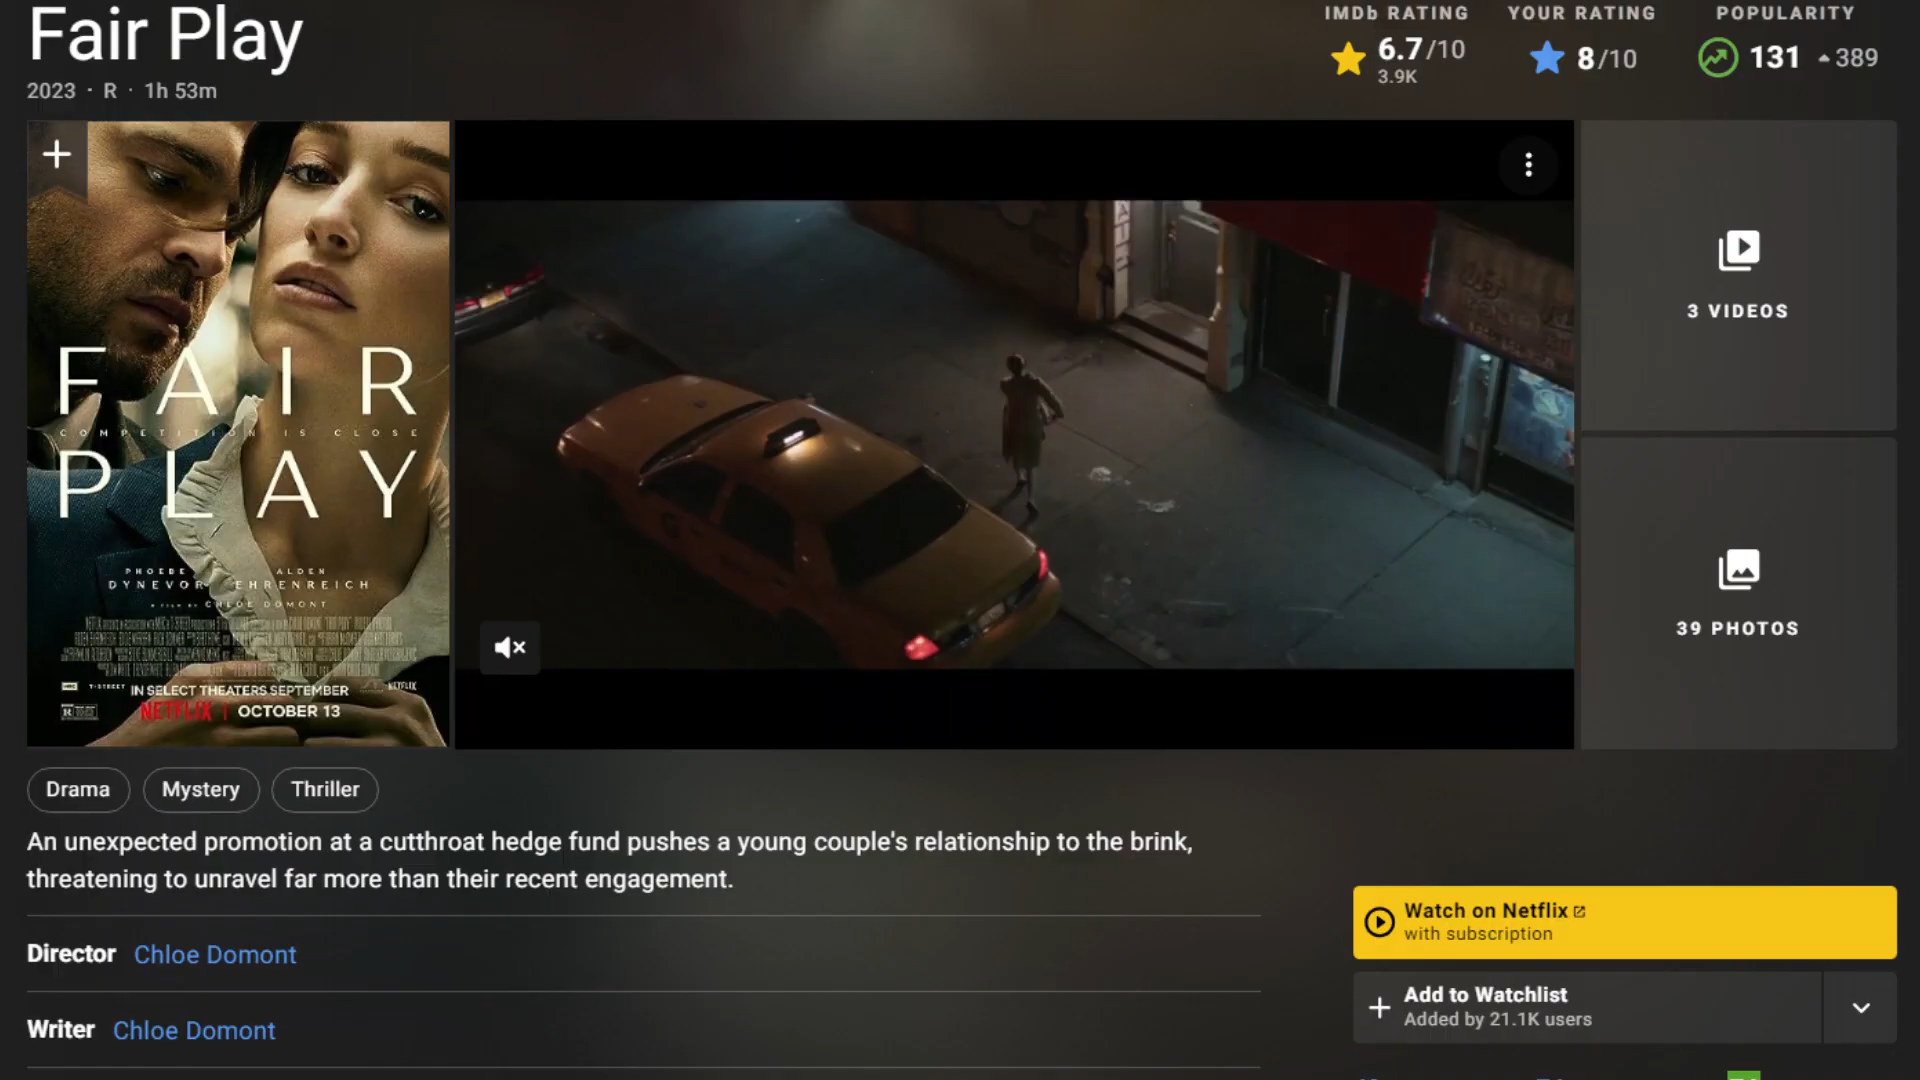 Fair Play
2023 · R · 1h 53m
IMDb RATING
6.7/10
3.9K
YOUR RATING
8/10
POPULARITY
131
389
FAIR
COMPETITION IS CLOSE
PLAY
PHOEBE DYNEVOR
ALDEN EHRENREICH
A FILM BY CHLOE DOMONT
IN SELECT THEATERS SEPTEMBER
NETFLIX | OCTOBER 13
3 VIDEOS
39 PHOTOS
Drama
Mystery
Thriller
An unexpected promotion at a cutthroat hedge fund pushes a young couple's relationship to the brink,
threatening to unravel far more than their recent engagement.
Director Chloe Domont
Writer Chloe Domont
Watch on Netflix
with subscription
Add to Watchlist
Added by 21.1K users